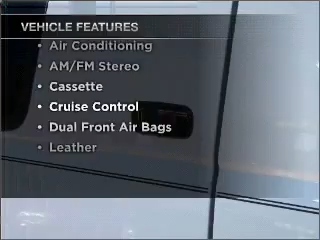 VEHICLE FEATURES
• Air Conditioning
• AM/FM Stereo
• Cassette
• Cruise Control
• Dual Front Air Bags
• Leather